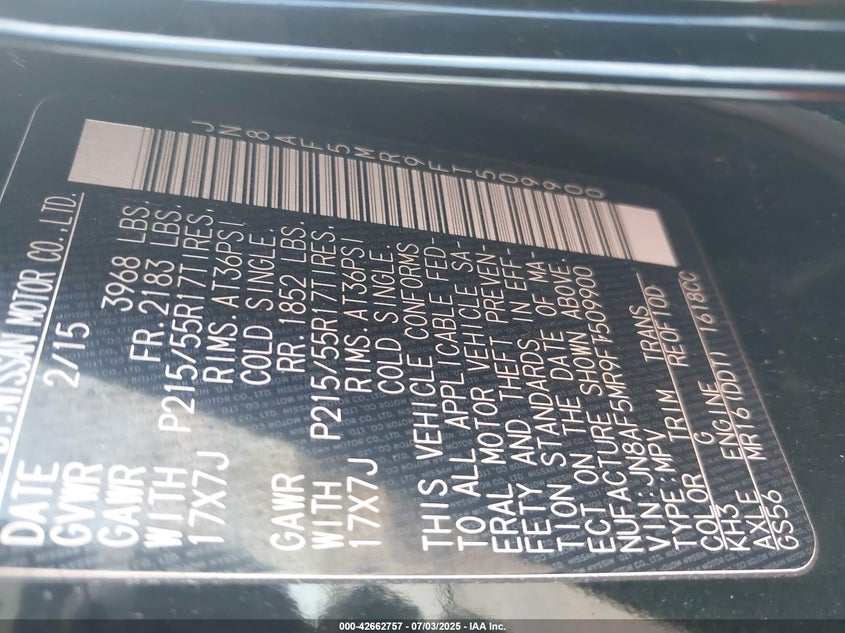 JN8AF5MR9FT509900
BY:NISSAN MOTOR CO.,LTD.
DATE 2/15
GVWR 3968 LBS.
GAWR FR.2183 LBS.
WITH P215/55R17TIRES.
17X7J RIMS.AT36PSI
COLD SINGLE.
GAWR RR.1852 LBS.
WITH P215/55R17TIRES.
17X7J RIMS.AT36PSI
COLD SINGLE.
THIS VEHICLE CONFORMS
TO ALL APPLICABLE FED-
ERAL MOTOR VEHICLE SA-
FETY AND THEFT PREVEN-
TION STANDARDS IN EFF-
ECT ON THE DATE OF MA
NUFACTURE SHOWN ABOVE.
VIN:JN8AF5MR9FT509900
TYPE:MPV
COLOR TRIM TRANS
KH3 G RE0F10D
AXLE ENGINE
GS56 MR16(DDT) 1618CC
000-42662757 - 07/03/2025 - IAA Inc.